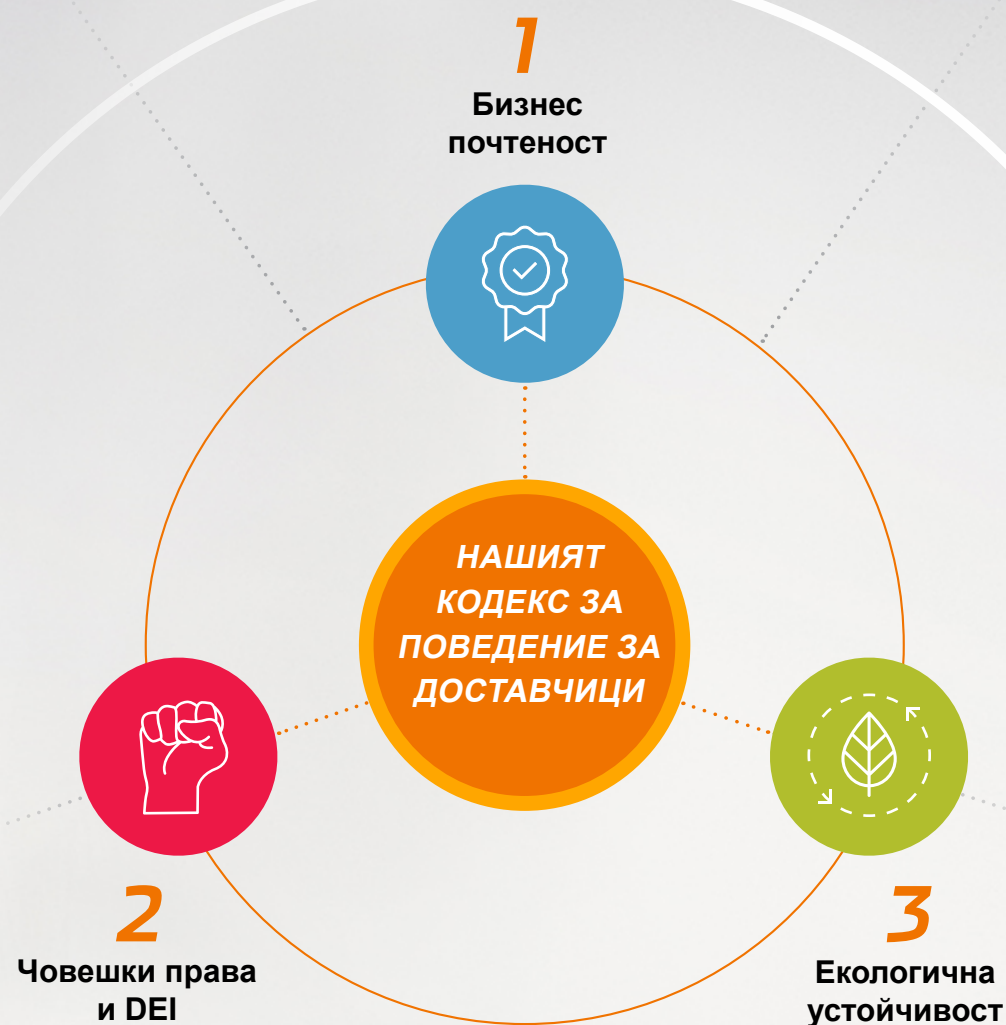 1
Бизнес
почтеност
НАШИЯТ
КОДЕКС ЗА
ПОВЕДЕНИЕ ЗА
ДОСТАВЧИЦИ
2
Човешки права
и DEI
3
Екологична
устойчивост